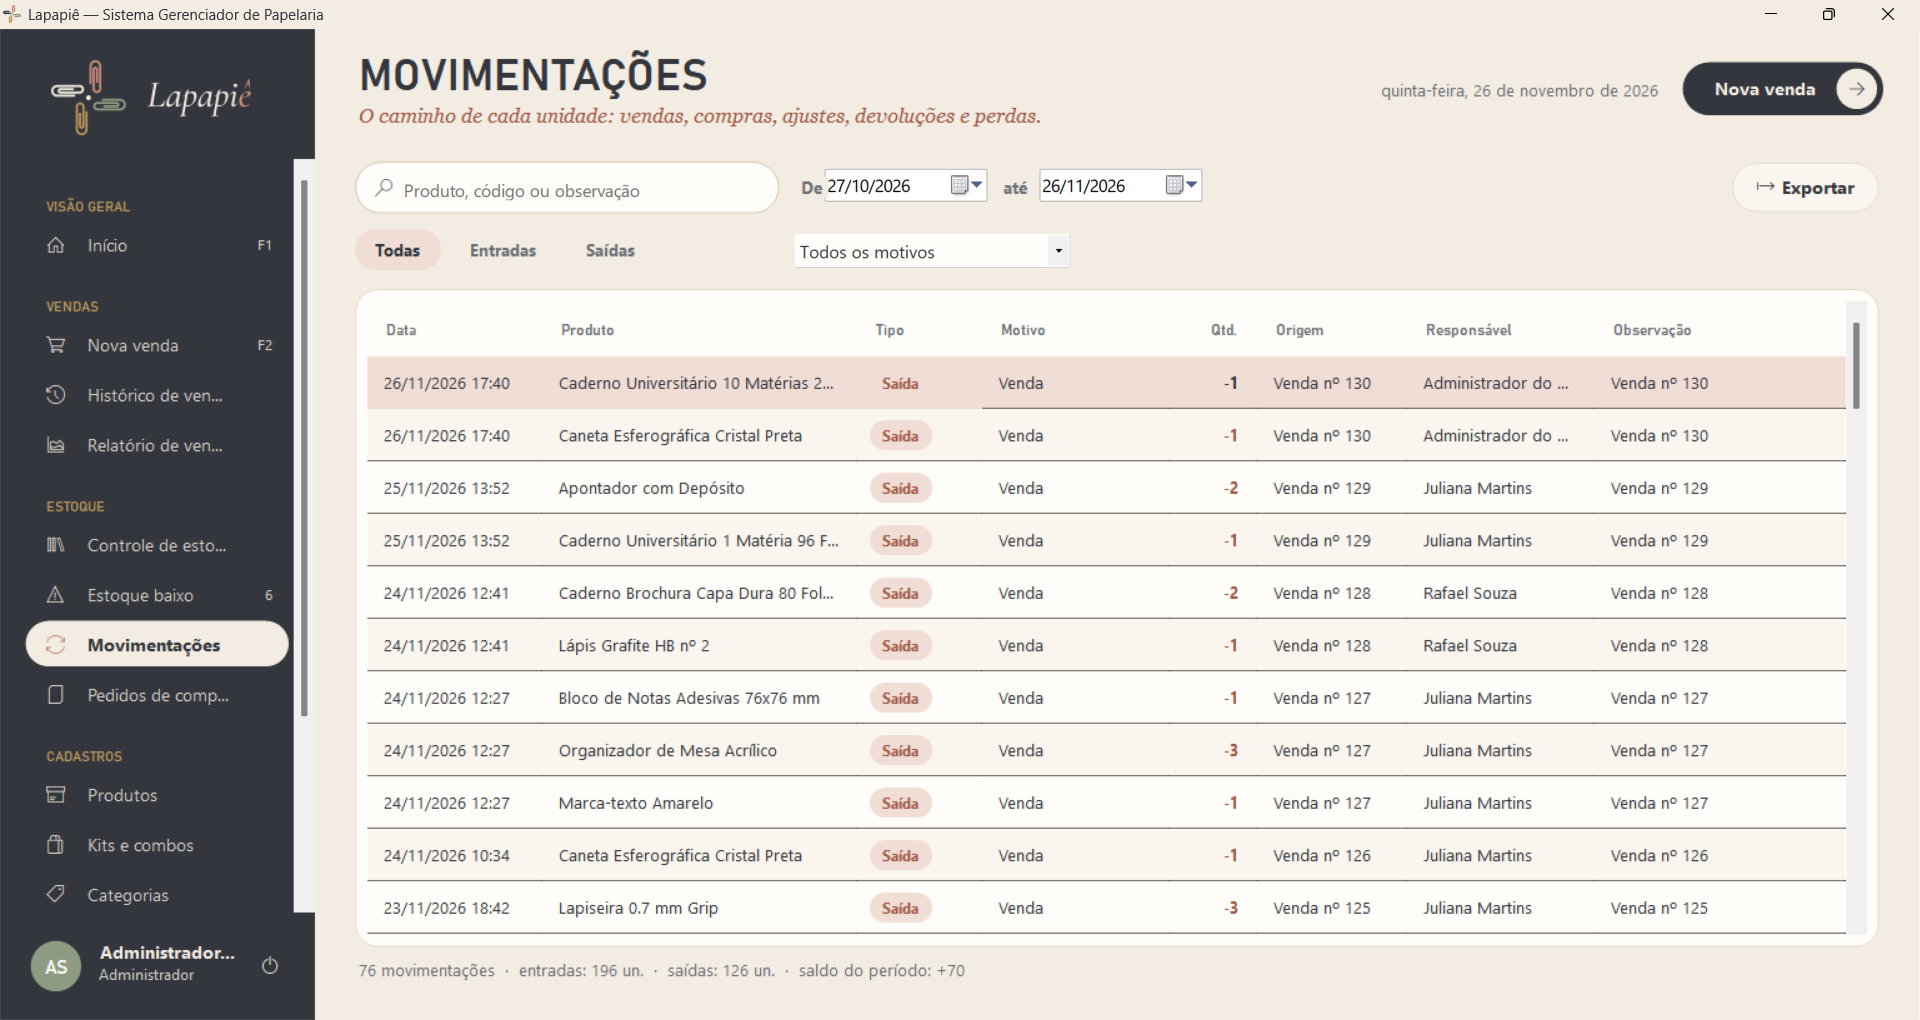 Lapapiê — Sistema Gerenciador de Papelaria
Lapapiê
VISÃO GERAL
Início F1
VENDAS
Nova venda F2
Histórico de ven...
Relatório de ven...
ESTOQUE
Controle de esto...
Estoque baixo 6
Movimentações
Pedidos de comp...
CADASTROS
Produtos
Kits e combos
Categorias
AS Administrador...
Administrador
MOVIMENTAÇÕES
O caminho de cada unidade: vendas, compras, ajustes, devoluções e perdas.
quinta-feira, 26 de novembro de 2026
Nova venda
Produto, código ou observação
De 27/10/2026 até 26/11/2026
Exportar
Todas Entradas Saídas Todos os motivos
Data Produto Tipo Motivo Qtd. Origem Responsável Observação
26/11/2026 17:40 Caderno Universitário 10 Matérias 2... Saída Venda -1 Venda nº 130 Administrador do ... Venda nº 130
26/11/2026 17:40 Caneta Esferográfica Cristal Preta Saída Venda -1 Venda nº 130 Administrador do ... Venda nº 130
25/11/2026 13:52 Apontador com Depósito Saída Venda -2 Venda nº 129 Juliana Martins Venda nº 129
25/11/2026 13:52 Caderno Universitário 1 Matéria 96 F... Saída Venda -1 Venda nº 129 Juliana Martins Venda nº 129
24/11/2026 12:41 Caderno Brochura Capa Dura 80 Fol... Saída Venda -2 Venda nº 128 Rafael Souza Venda nº 128
24/11/2026 12:41 Lápis Grafite HB nº 2 Saída Venda -1 Venda nº 128 Rafael Souza Venda nº 128
24/11/2026 12:27 Bloco de Notas Adesivas 76x76 mm Saída Venda -1 Venda nº 127 Juliana Martins Venda nº 127
24/11/2026 12:27 Organizador de Mesa Acrílico Saída Venda -3 Venda nº 127 Juliana Martins Venda nº 127
24/11/2026 12:27 Marca-texto Amarelo Saída Venda -1 Venda nº 127 Juliana Martins Venda nº 127
24/11/2026 10:34 Caneta Esferográfica Cristal Preta Saída Venda -1 Venda nº 126 Juliana Martins Venda nº 126
23/11/2026 18:42 Lapiseira 0.7 mm Grip Saída Venda -3 Venda nº 125 Juliana Martins Venda nº 125
76 movimentações · entradas: 196 un. · saídas: 126 un. · saldo do período: +70